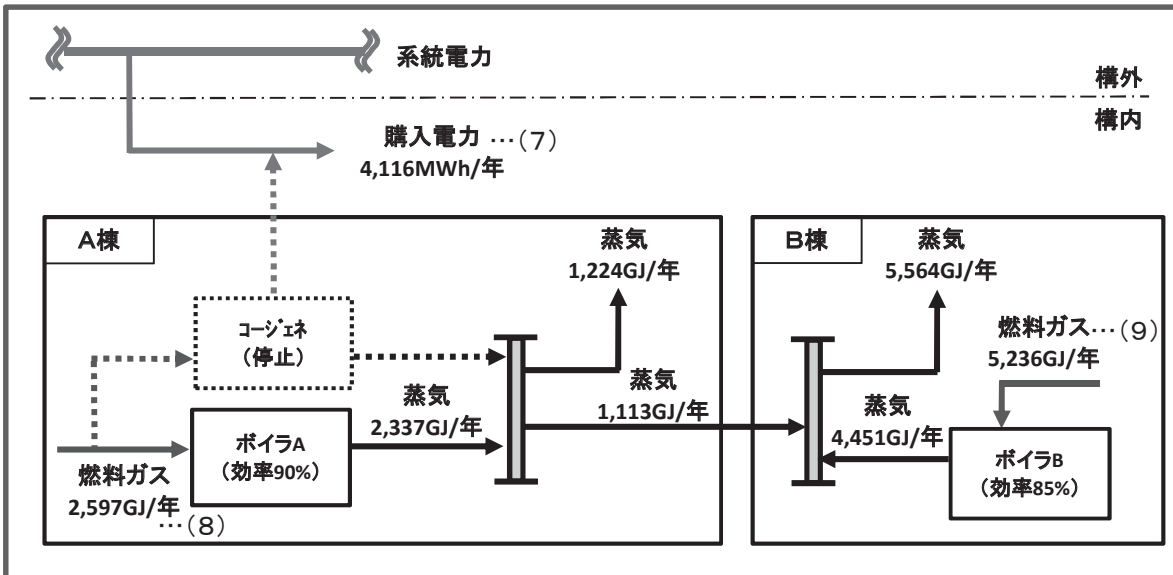 系統電力
構外
構内
購入電力 …(7)
4,116MWh/年
A棟
蒸気
1,224GJ/年
コージェネ
(停止)
蒸気
2,337GJ/年
蒸気
1,113GJ/年
ボイラA
(効率90%)
燃料ガス
2,597GJ/年
…(8)
B棟
蒸気
5,564GJ/年
燃料ガス…(9)
5,236GJ/年
蒸気
4,451GJ/年
ボイラB
(効率85%)